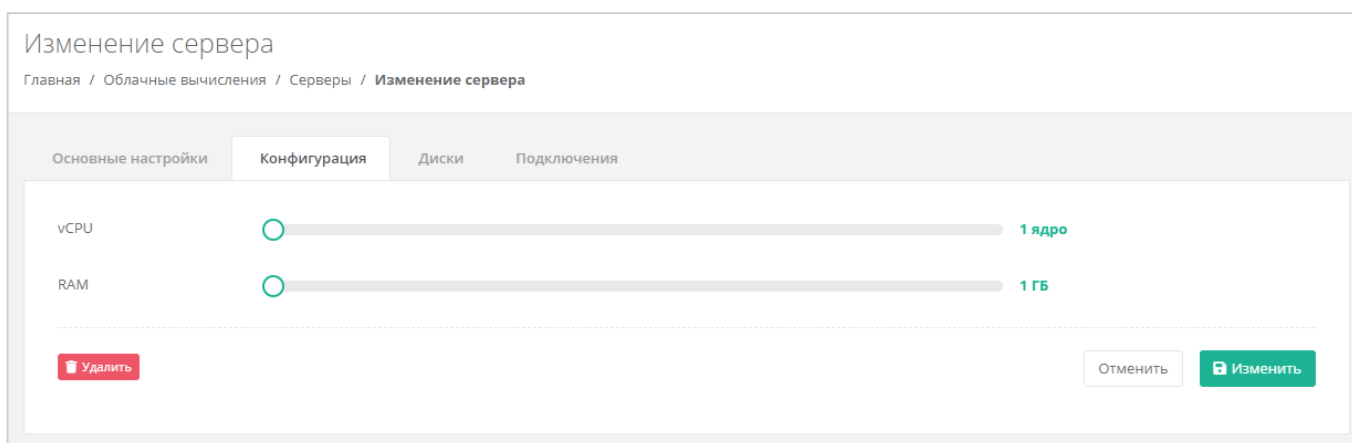 Изменение сервера
Главная / Облачные вычисления / Серверы / Изменение сервера
Основные настройки Конфигурация Диски Подключения
vCPU 1 ядро
RAM 1 ГБ
Удалить Отменить Изменить